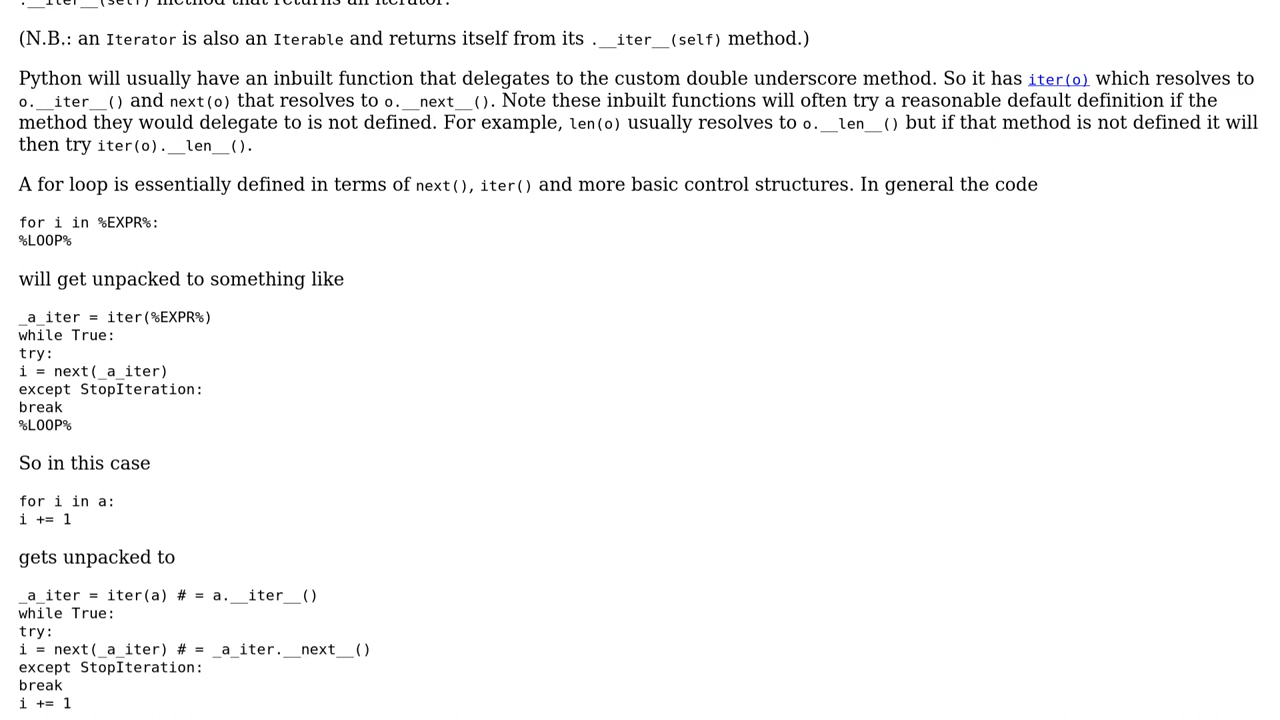 .__iter__(self) method that returns an iterator.
(N.B.: an Iterator is also an Iterable and returns itself from its .__iter__(self) method.)
Python will usually have an inbuilt function that delegates to the custom double underscore method. So it has iter(o) which resolves to
o.__iter__() and next(o) that resolves to o.__next__(). Note these inbuilt functions will often try a reasonable default definition if the
method they would delegate to is not defined. For example, len(o) usually resolves to o.__len__() but if that method is not defined it will
then try iter(o).__len__().
A for loop is essentially defined in terms of next(), iter() and more basic control structures. In general the code
for i in %EXPR%:
%LOOP%
will get unpacked to something like
_a_iter = iter(%EXPR%)
while True:
try:
i = next(_a_iter)
except StopIteration:
break
%LOOP%
So in this case
for i in a:
i += 1
gets unpacked to
_a_iter = iter(a) # = a.__iter__()
while True:
try:
i = next(_a_iter) # = _a_iter.__next__()
except StopIteration:
break
i += 1